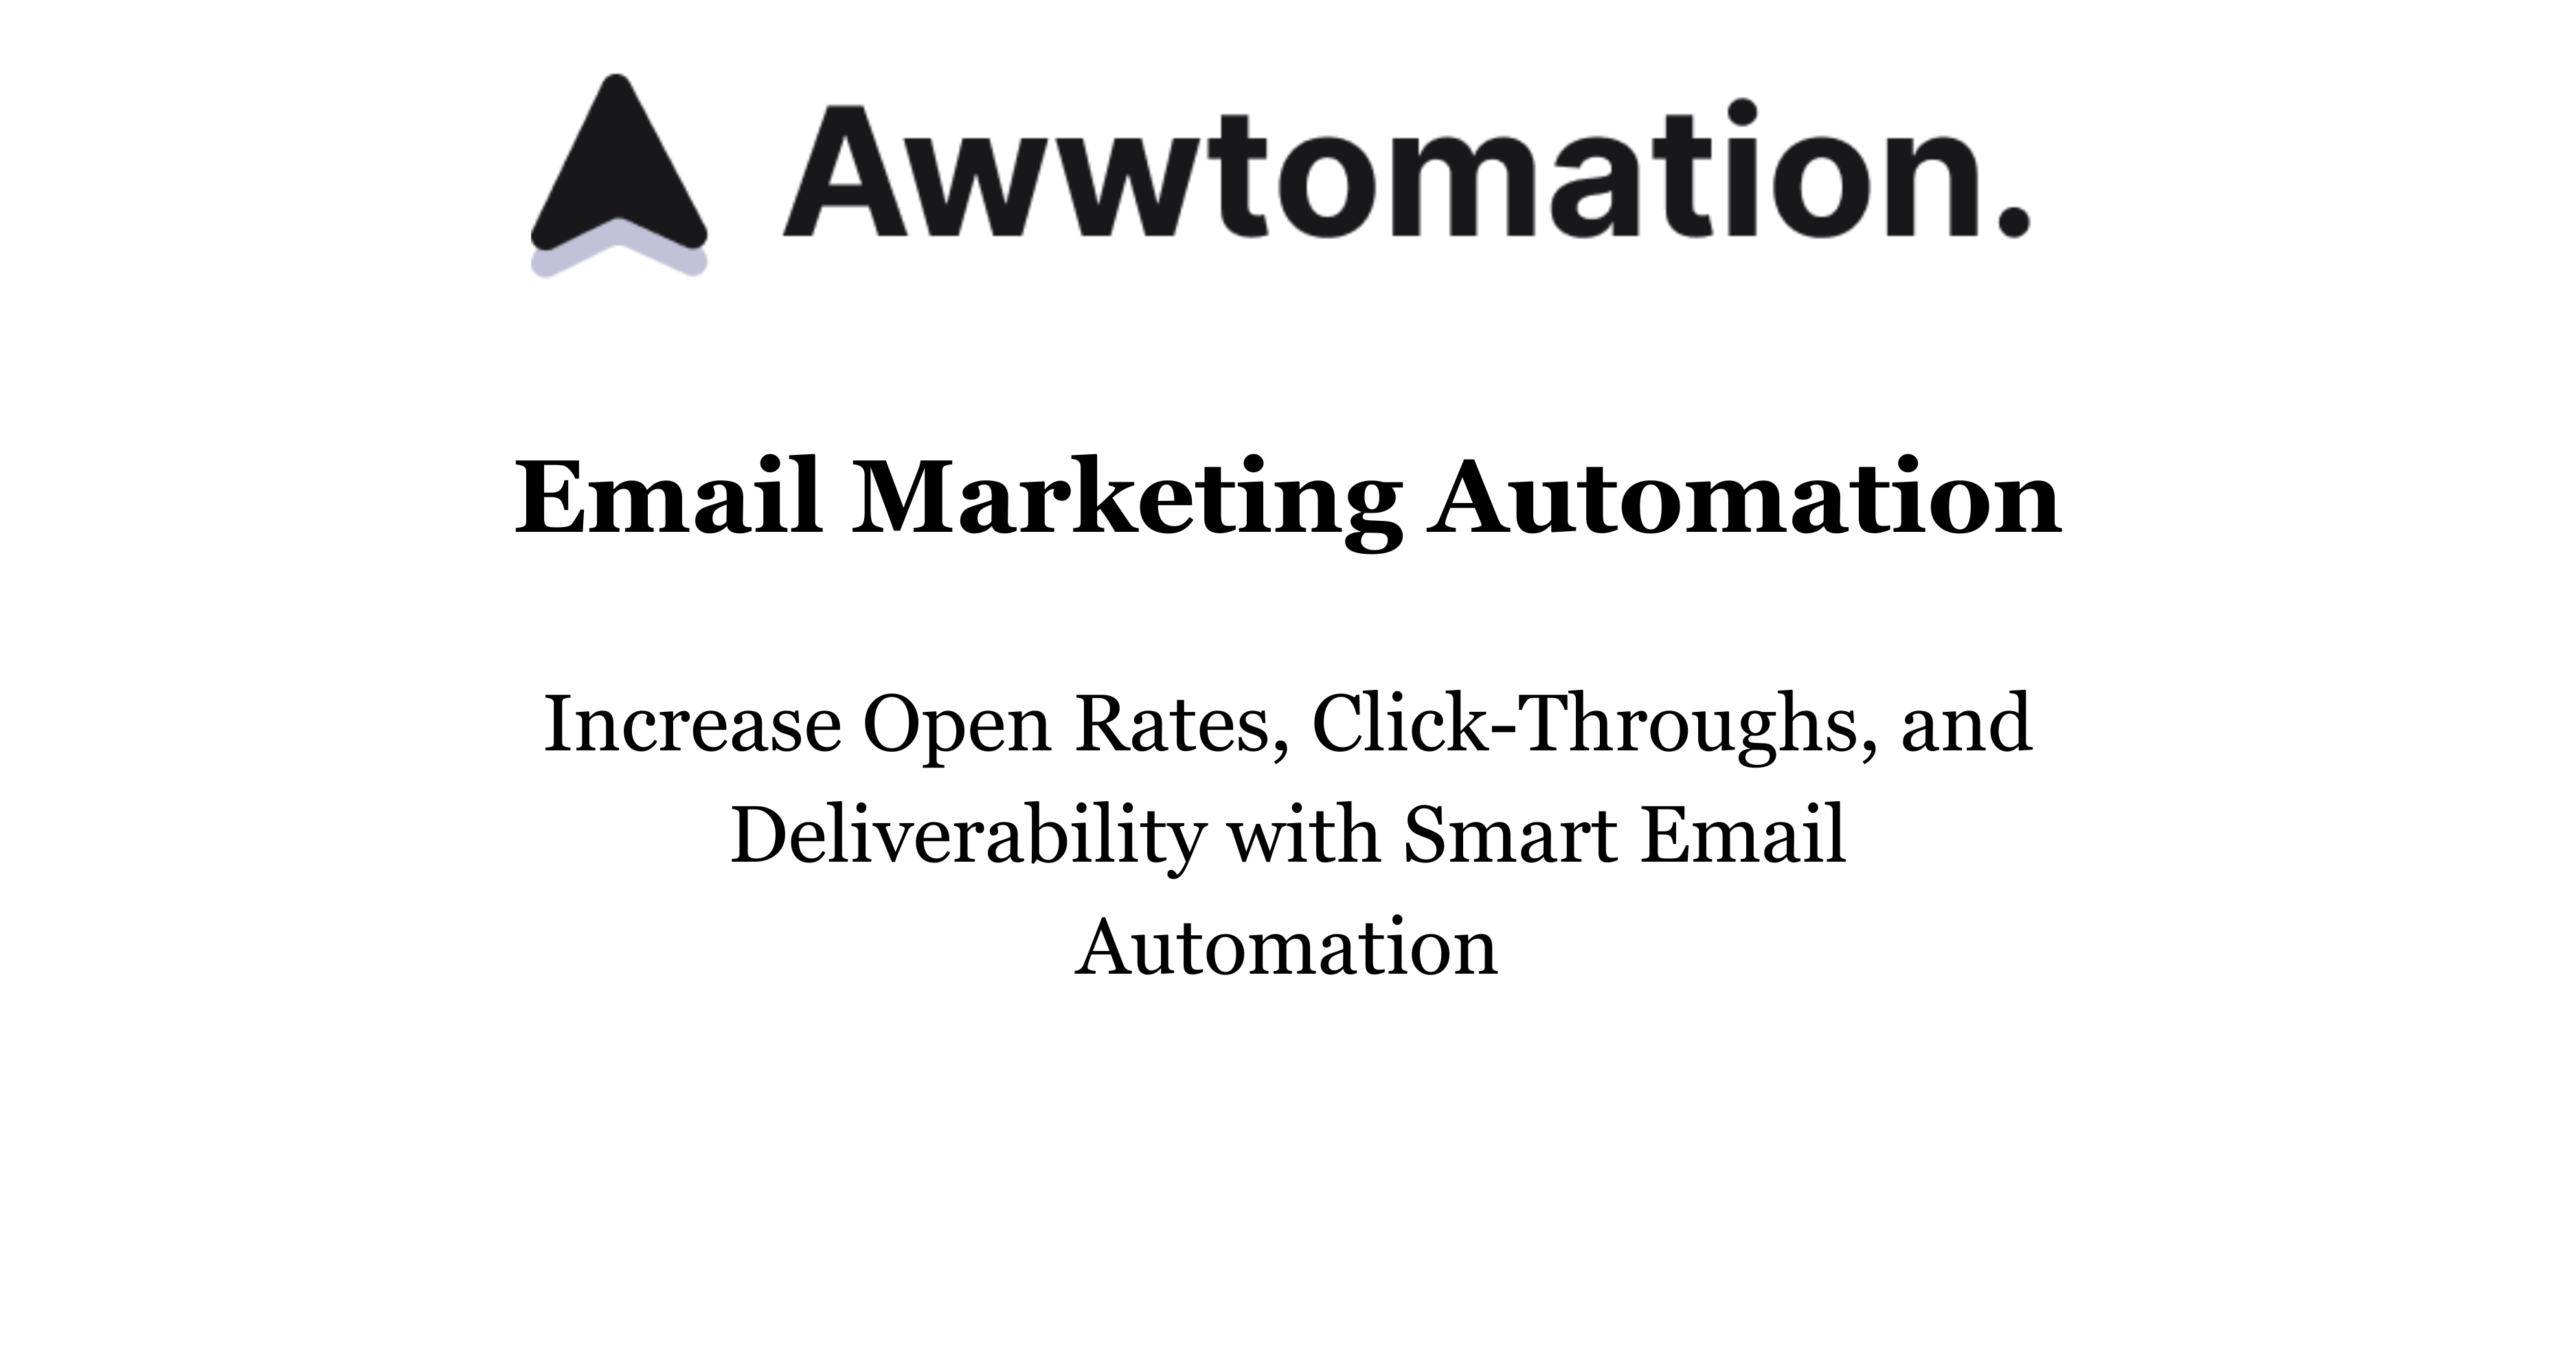 Awwtomation.
Email Marketing Automation
Increase Open Rates, Click-Throughs, and
Deliverability with Smart Email
Automation